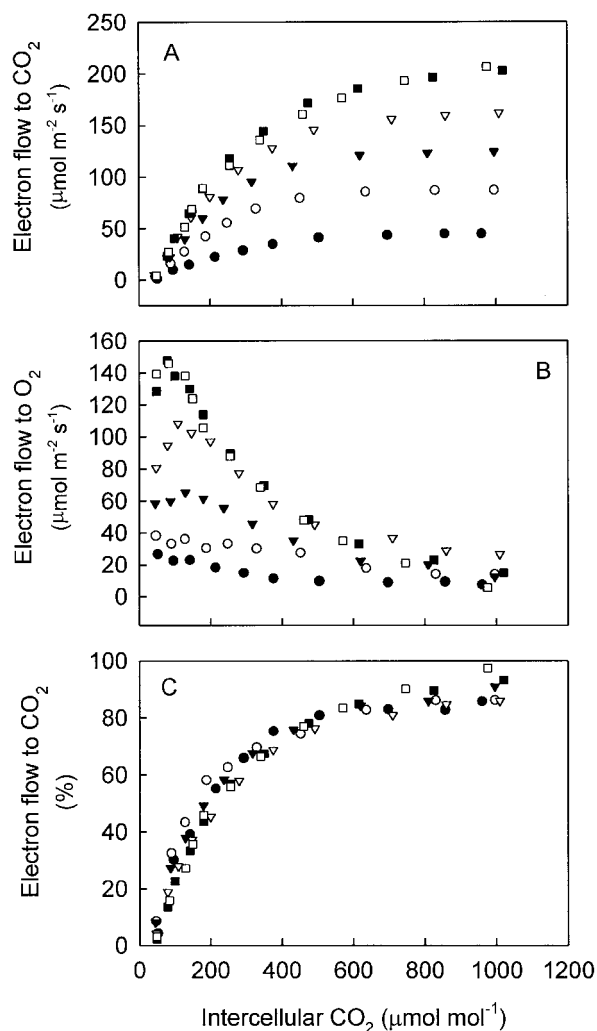 A
Electron flow to CO₂
(μmol m⁻² s⁻¹)
250
200
150
100
50
0
B
Electron flow to O₂
(μmol m⁻² s⁻¹)
160
140
120
100
80
60
40
20
0
C
Electron flow to CO₂
(%)
100
80
60
40
20
0
0 200 400 600 800 1000 1200
Intercellular CO₂ (μmol mol⁻¹)